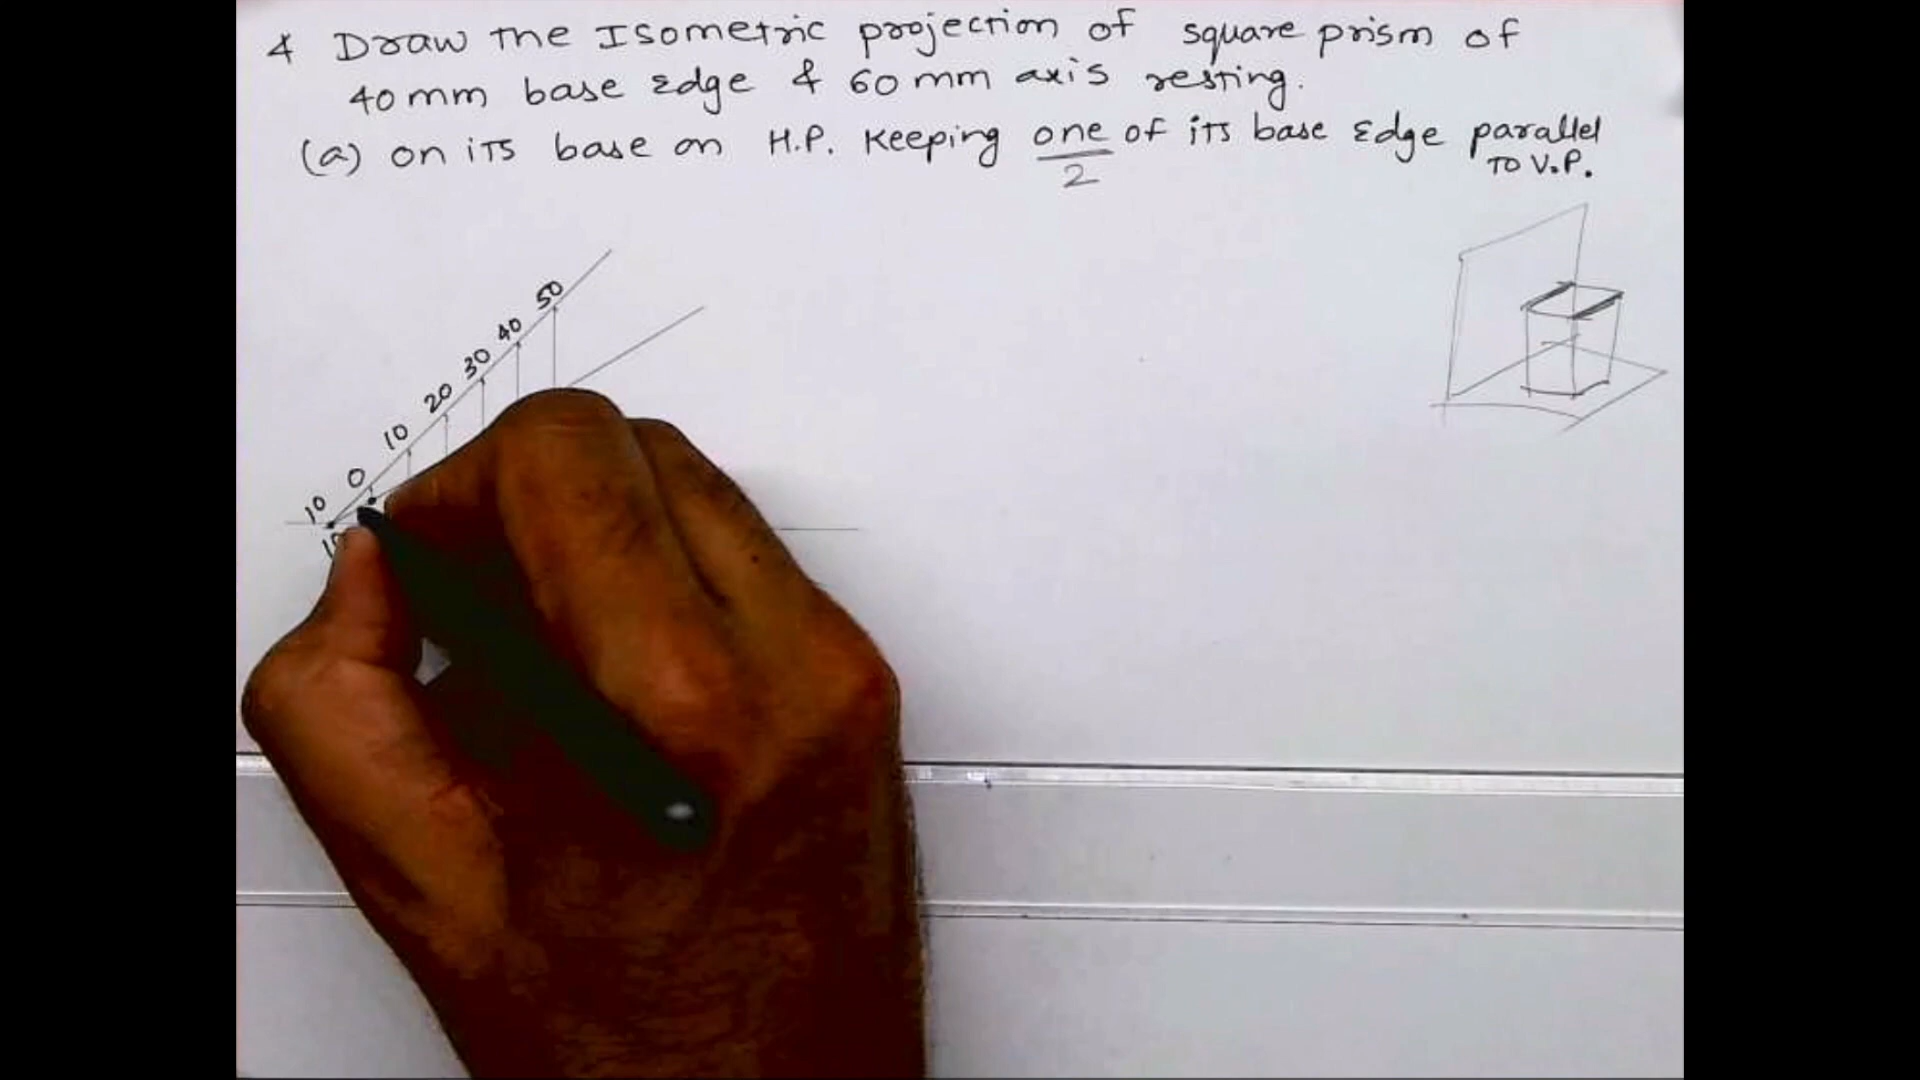 4 Draw the Isometric projection of square prism of
40 mm base Edge & 60 mm axis resting.
(a) on iTS base on H.P. Keeping one of iTS base Edge parallel
2
TO V.P.
50
40
30
20
10
0
10
10